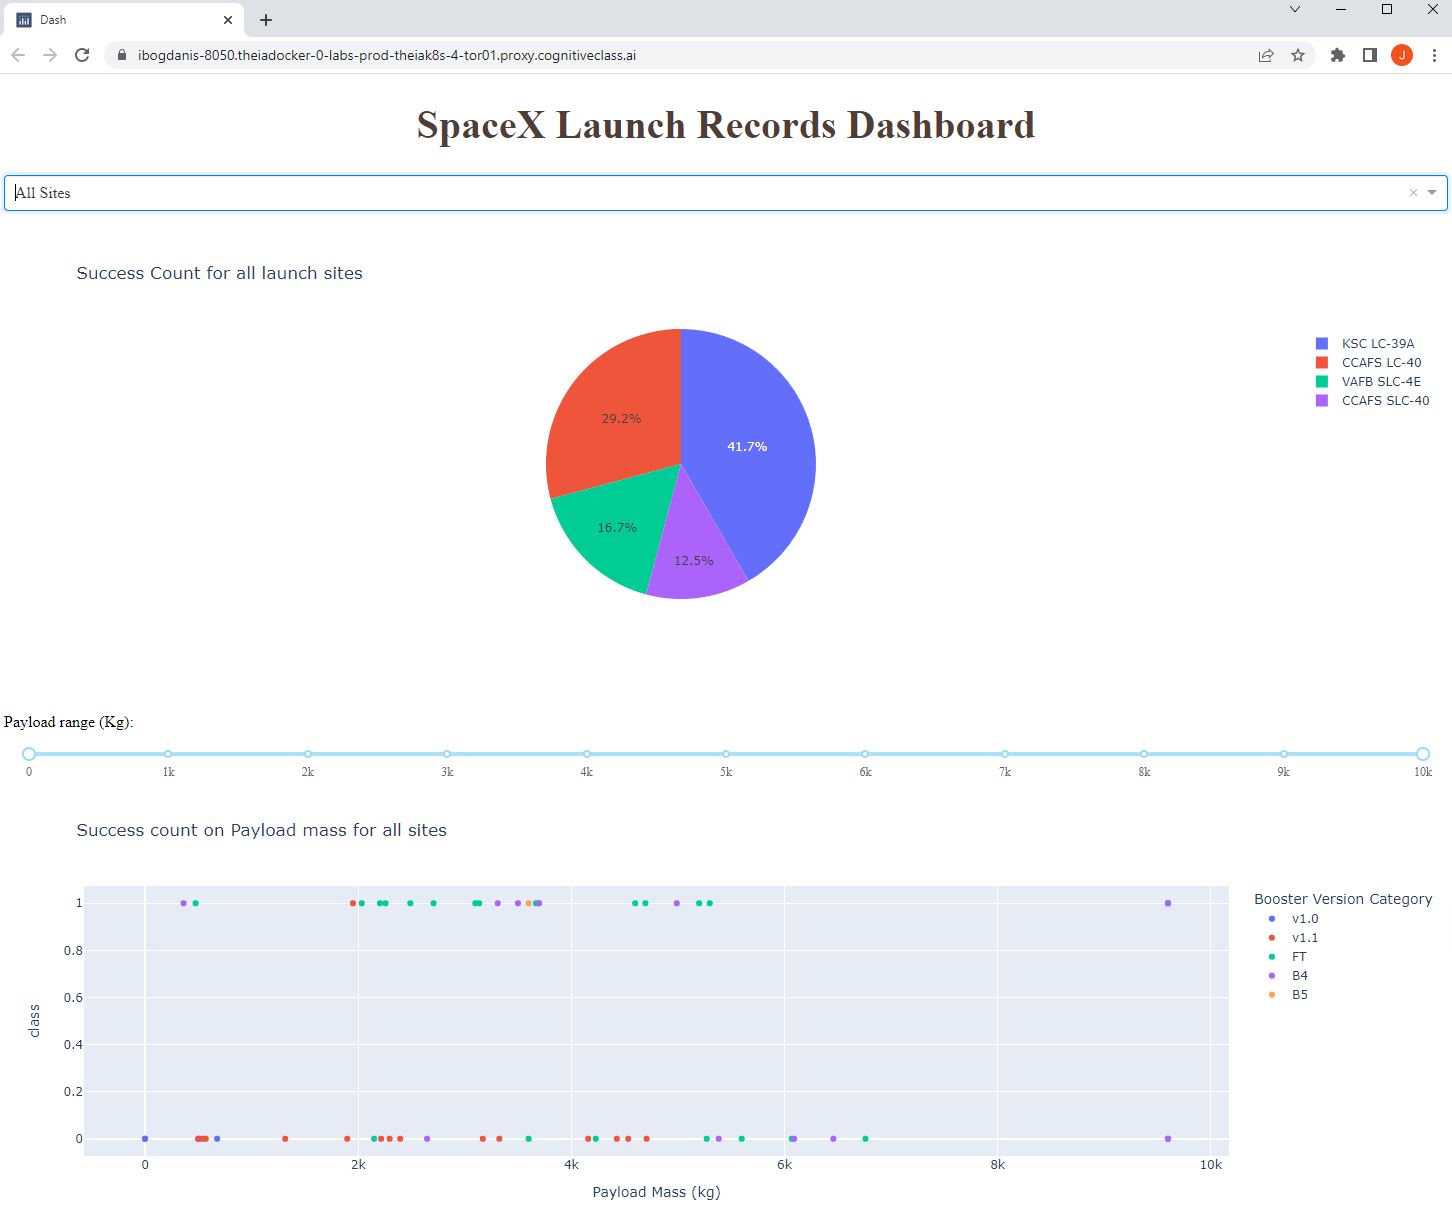 Dash
ibogdanis-8050.theiadocker-0-labs-prod-theiak8s-4-tor01.proxy.cognitiveclass.ai
J
SpaceX Launch Records Dashboard
All Sites
Success Count for all launch sites
KSC LC-39A
CCAFS LC-40
VAFB SLC-4E
CCAFS SLC-40
29.2%
41.7%
16.7%
12.5%
Payload range (Kg):
0 1k 2k 3k 4k 5k 6k 7k 8k 9k 10k
Success count on Payload mass for all sites
1
0.8
0.6
0.4
0.2
0
class
0 2k 4k 6k 8k 10k
Payload Mass (kg)
Booster Version Category
v1.0
v1.1
FT
B4
B5